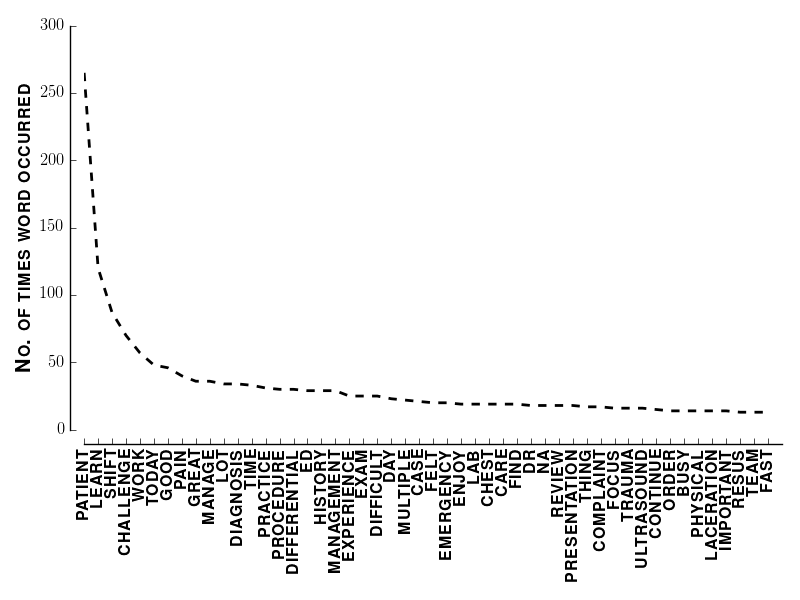 300
250
200
150
100
50
0
No. of times word occurred
PATIENT
LEARN
SHIFT
CHALLENGE
WORK
TODAY
GOOD
PAIN
GREAT
MANAGE
LOT
DIAGNOSIS
TIME
PRACTICE
PROCEDURE
DIFFERENTIAL
ED
HISTORY
MANAGEMENT
EXPERIENCE
EXAM
DIFFICULT
DAY
MULTIPLE
CASE
FELT
EMERGENCY
ENJOY
LAB
CHEST
CARE
FIND
DR
NA
REVIEW
PRESENTATION
THING
COMPLAINT
FOCUS
TRAUMA
ULTRASOUND
CONTINUE
ORDER
BUSY
PHYSICAL
LACERATION
IMPORTANT
RESUS
TEAM
FAST